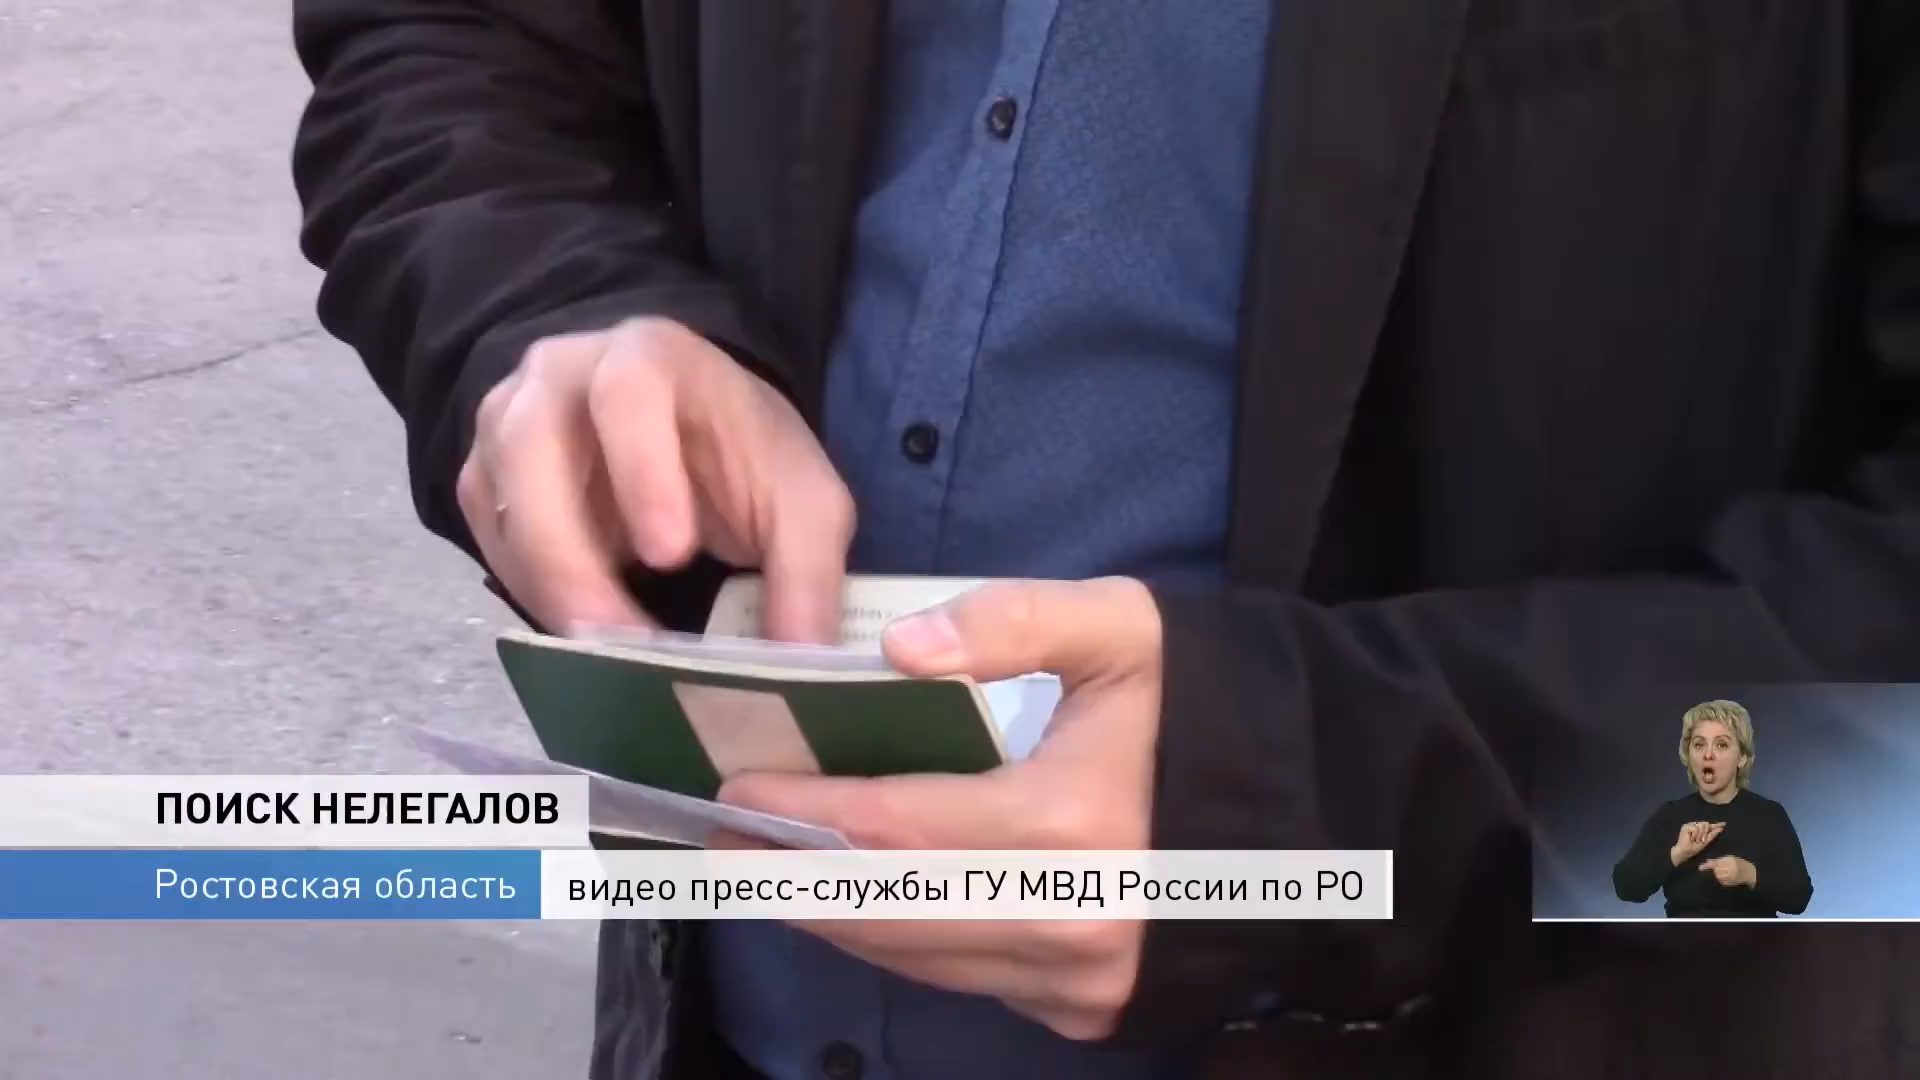 ПОИСК НЕЛЕГАЛОВ
Ростовская область
видео пресс-службы ГУ МВД России по РО